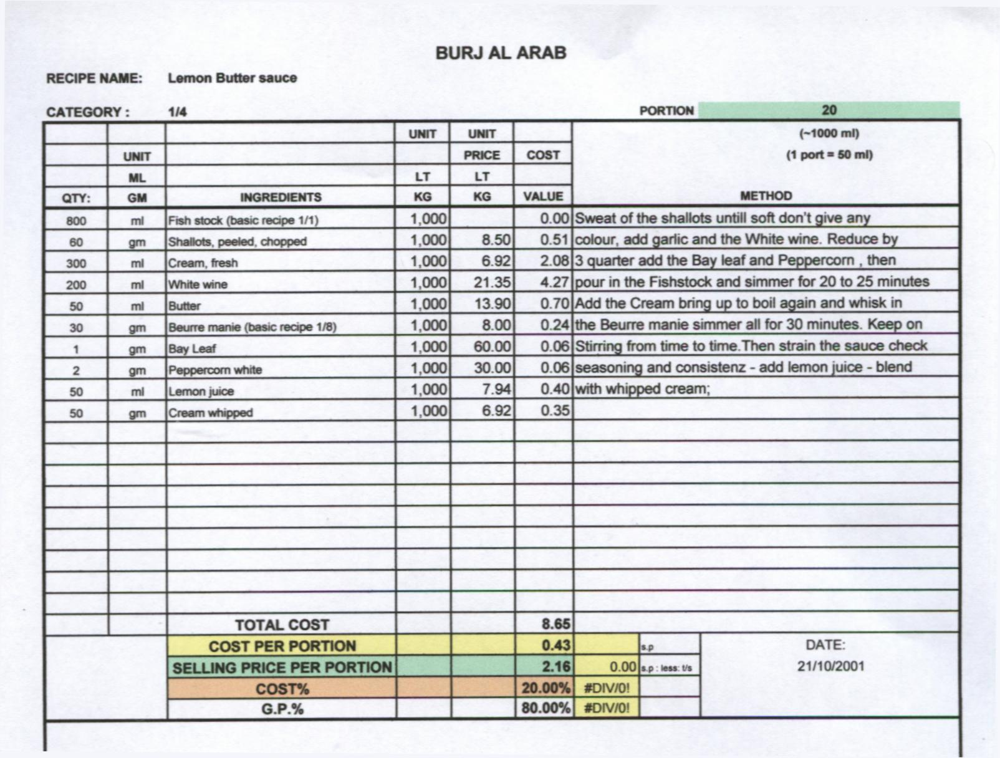 BURJ AL ARAB
RECIPE NAME: Lemon Butter sauce
CATEGORY : 1/4 PORTION 20
UNIT UNIT (~1000 ml)
UNIT PRICE COST (1 port = 50 ml)
ML LT LT
QTY: GM INGREDIENTS KG KG VALUE METHOD
800 ml Fish stock (basic recipe 1/1) 1,000 0.00 Sweat of the shallots untill soft don't give any
60 gm Shallots, peeled, chopped 1,000 8.50 0.51 colour, add garlic and the White wine. Reduce by
300 ml Cream, fresh 1,000 6.92 2.08 3 quarter add the Bay leaf and Peppercorn , then
200 ml White wine 1,000 21.35 4.27 pour in the Fishstock and simmer for 20 to 25 minutes
50 ml Butter 1,000 13.90 0.70 Add the Cream bring up to boil again and whisk in
30 gm Beurre manie (basic recipe 1/8) 1,000 8.00 0.24 the Beurre manie simmer all for 30 minutes. Keep on
1 gm Bay Leaf 1,000 60.00 0.06 Stirring from time to time.Then strain the sauce check
2 gm Peppercorn white 1,000 30.00 0.06 seasoning and consistenz - add lemon juice - blend
50 ml Lemon juice 1,000 7.94 0.40 with whipped cream;
50 gm Cream whipped 1,000 6.92 0.35
TOTAL COST 8.65
COST PER PORTION 0.43 s.p DATE:
SELLING PRICE PER PORTION 2.16 0.00 s.p : less: t/s 21/10/2001
COST% 20.00% #DIV/0!
G.P.% 80.00% #DIV/0!